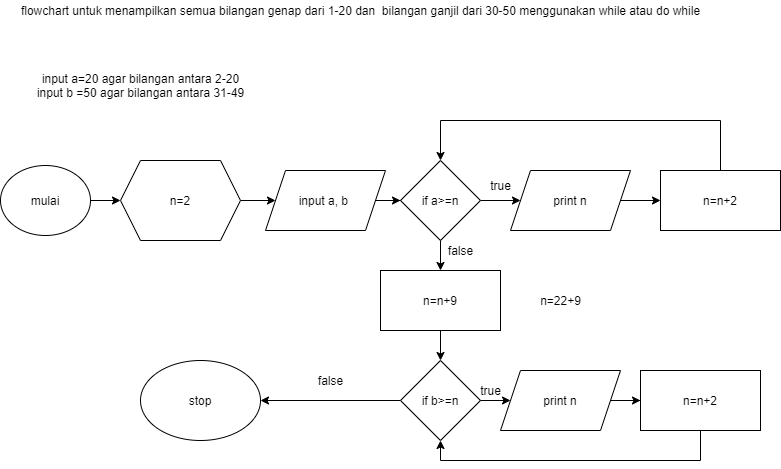 flowchart untuk menampilkan semua bilangan genap dari 1-20 dan  bilangan ganjil dari 30-50 menggunakan while atau do while
input a=20 agar bilangan antara 2-20
input b =50 agar bilangan antara 31-49
mulai
n=2
input a, b
if a>=n
true
print n
n=n+2
false
n=n+9
n=22+9
if b>=n
true
print n
n=n+2
false
stop